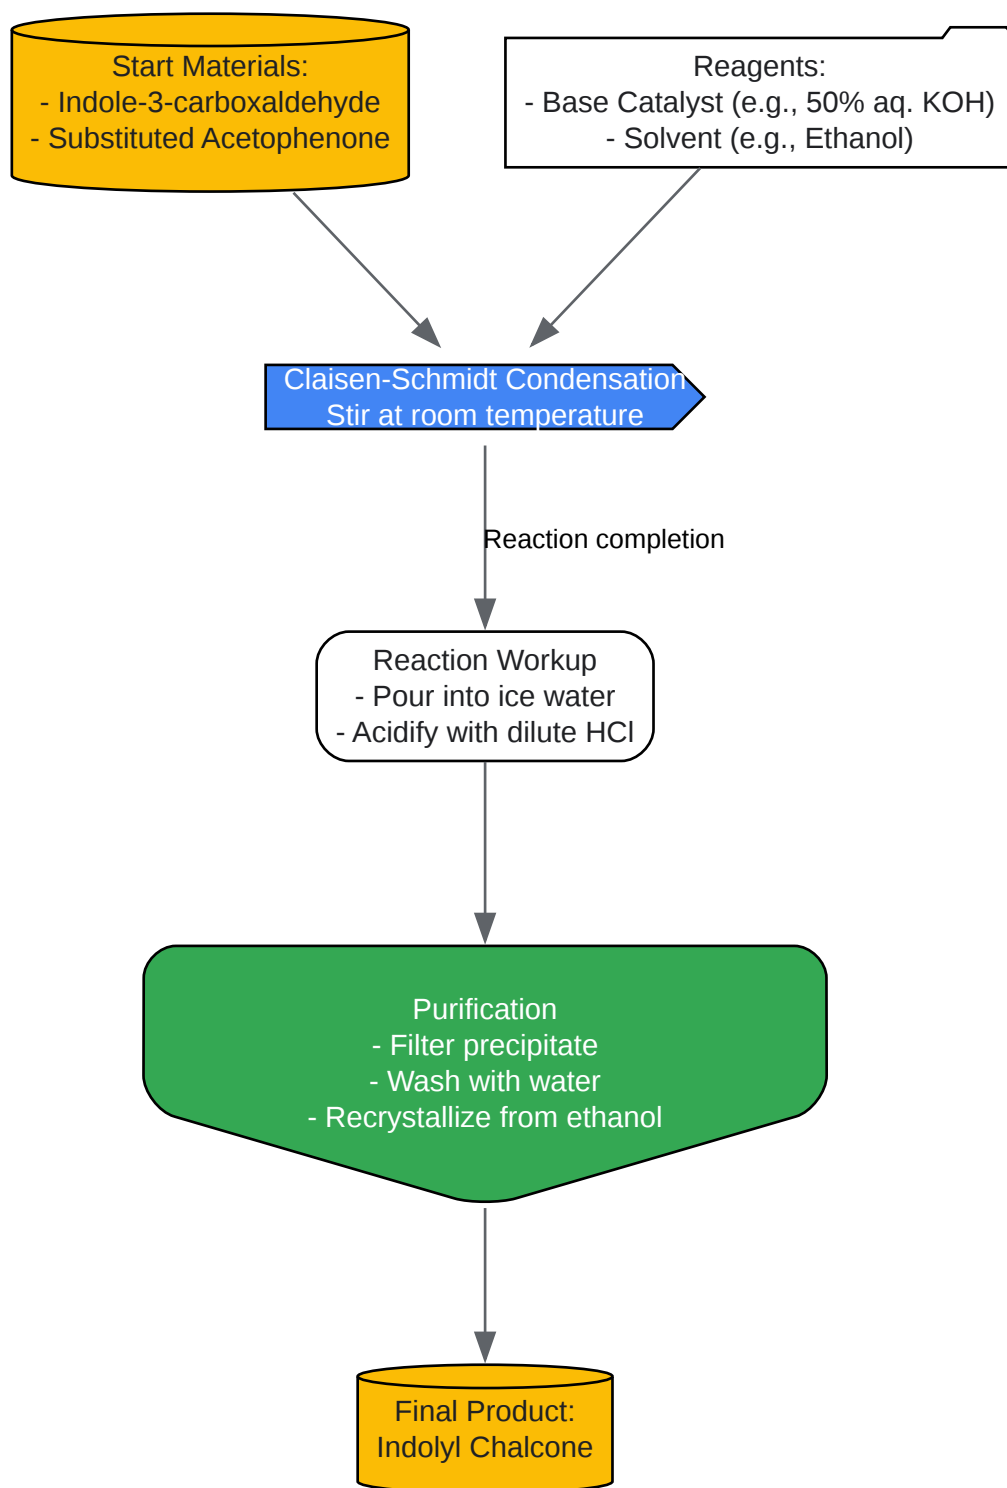 Start Materials:
- Indole-3-carboxaldehyde
- Substituted Acetophenone
Reagents:
- Base Catalyst (e.g., 50% aq. KOH)
- Solvent (e.g., Ethanol)
Claisen-Schmidt Condensation
Stir at room temperature
Reaction completion
Reaction Workup
- Pour into ice water
- Acidify with dilute HCl
Purification
- Filter precipitate
- Wash with water
- Recrystallize from ethanol
Final Product:
Indolyl Chalcone